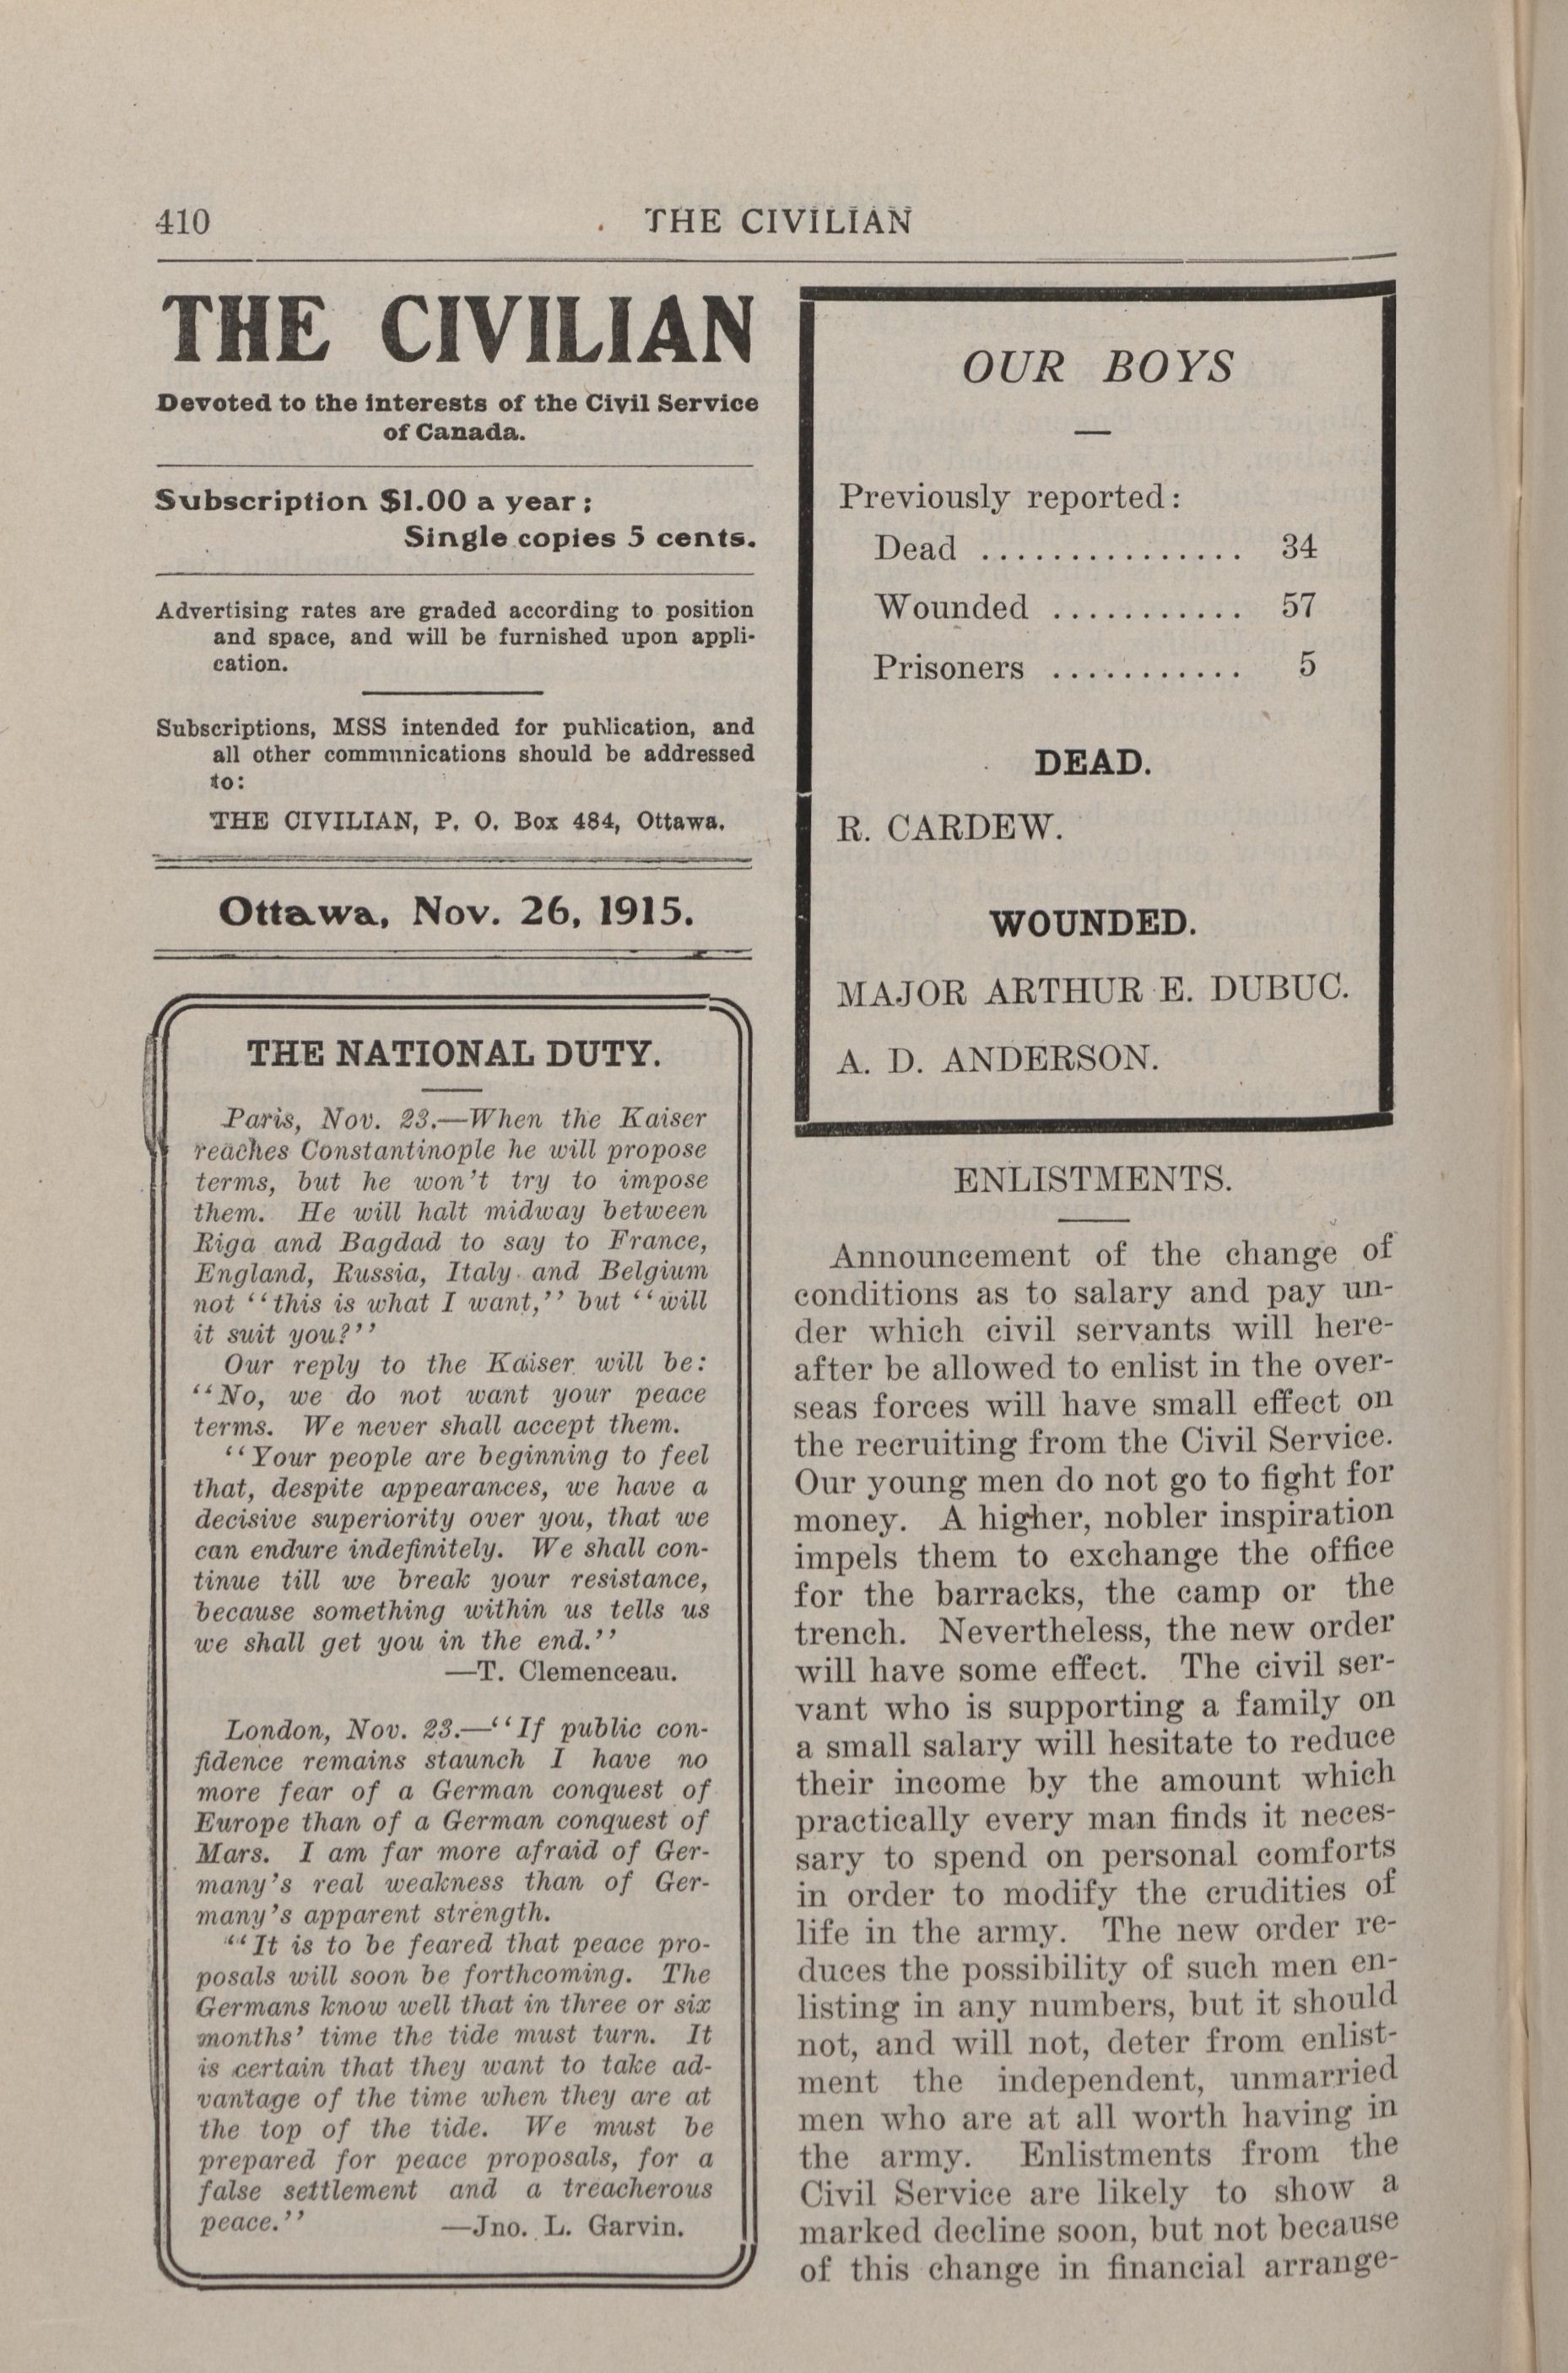 410
THE CIVILIAN
THE CIVILIAN
Devoted to the interests of the Civil Service
of Canada.
Subscription $1.00 a year;
Single copies 5 cents.
Advertising rates are graded according to position
and space, and will be furnished upon appli-
cation.
Subscriptions, MSS intended for publication, and
all other communications should be addressed
to:
THE CIVILIAN, P. O. Box 484, Ottawa.
Ottawa, Nov. 26, 1915.
THE NATIONAL DUTY.
Paris, Nov. 23.—When the Kaiser
reaches Constantinople he will propose
terms, but he won't try to impose
them. He will halt midway between
Riga and Bagdad to say to France,
England, Russia, Italy and Belgium
not ''this is what I want,'' but ''will
it suit you?''
Our reply to the Kaiser will be:
''No, we do not want your peace
terms. We never shall accept them.
''Your people are beginning to feel
that, despite appearances, we have a
decisive superiority over you, that we
can endure indefinitely. We shall con-
tinue till we break your resistance,
because something within us tells us
we shall get you in the end.''
—T. Clemenceau.
London, Nov. 23.—''If public con-
fidence remains staunch I have no
more fear of a German conquest of
Europe than of a German conquest of
Mars. I am far more afraid of Ger-
many's real weakness than of Ger-
many's apparent strength.
''It is to be feared that peace pro-
posals will soon be forthcoming. The
Germans know well that in three or six
months' time the tide must turn. It
is certain that they want to take ad-
vantage of the time when they are at
the top of the tide. We must be
prepared for peace proposals, for a
false settlement and a treacherous
peace.'' —Jno. L. Garvin.
OUR BOYS
Previously reported:
Dead ............... 34
Wounded ........... 57
Prisoners ........... 5
DEAD.
R. CARDEW.
WOUNDED.
MAJOR ARTHUR E. DUBUC.
A. D. ANDERSON.
ENLISTMENTS.
Announcement of the change of
conditions as to salary and pay un-
der which civil servants will here-
after be allowed to enlist in the over-
seas forces will have small effect on
the recruiting from the Civil Service.
Our young men do not go to fight for
money. A higher, nobler inspiration
impels them to exchange the office
for the barracks, the camp or the
trench. Nevertheless, the new order
will have some effect. The civil ser-
vant who is supporting a family on
a small salary will hesitate to reduce
their income by the amount which
practically every man finds it neces-
sary to spend on personal comforts
in order to modify the crudities of
life in the army. The new order re-
duces the possibility of such men en-
listing in any numbers, but it should
not, and will not, deter from enlist-
ment the independent, unmarried
men who are at all worth having in
the army. Enlistments from the
Civil Service are likely to show a
marked decline soon, but not because
of this change in financial arrange-